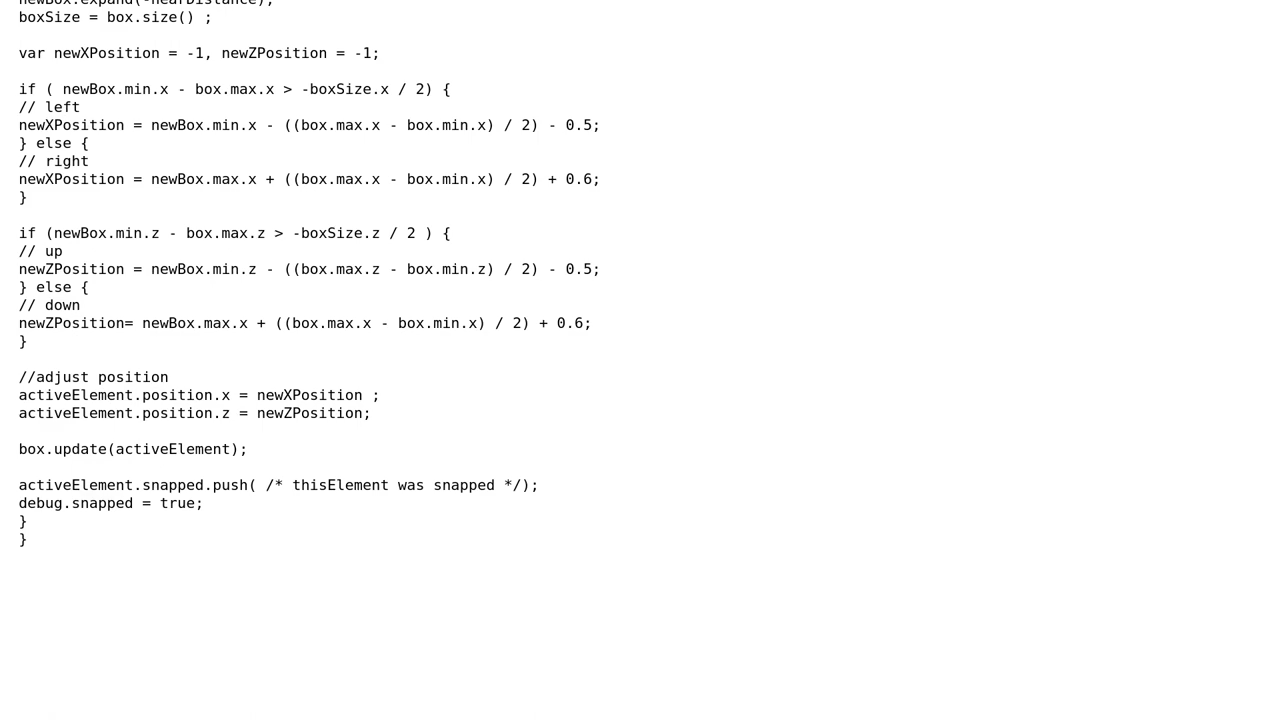 newBox.expand(-nearDistance);
boxSize = box.size() ;
var newXPosition = -1, newZPosition = -1;
if ( newBox.min.x - box.max.x > -boxSize.x / 2) {
// left
newXPosition = newBox.min.x - ((box.max.x - box.min.x) / 2) - 0.5;
} else {
// right
newXPosition = newBox.max.x + ((box.max.x - box.min.x) / 2) + 0.6;
}
if (newBox.min.z - box.max.z > -boxSize.z / 2 ) {
// up
newZPosition = newBox.min.z - ((box.max.z - box.min.z) / 2) - 0.5;
} else {
// down
newZPosition= newBox.max.x + ((box.max.x - box.min.x) / 2) + 0.6;
}
//adjust position
activeElement.position.x = newXPosition ;
activeElement.position.z = newZPosition;
box.update(activeElement);
activeElement.snapped.push( /* thisElement was snapped */);
debug.snapped = true;
}
}